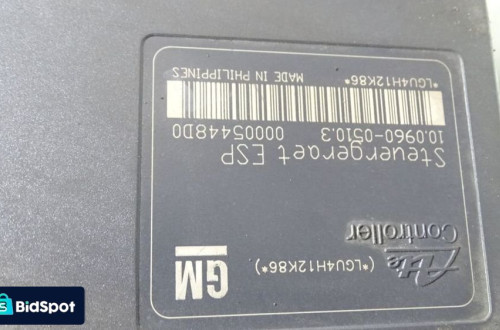 GM
(*LGU4H12K86*)
Ate
Controller
Steuergeraet ESP
10.0960-0510.3 00005448D0
*LGU4H12K86* MADE IN PHILIPPINES
BidSpot